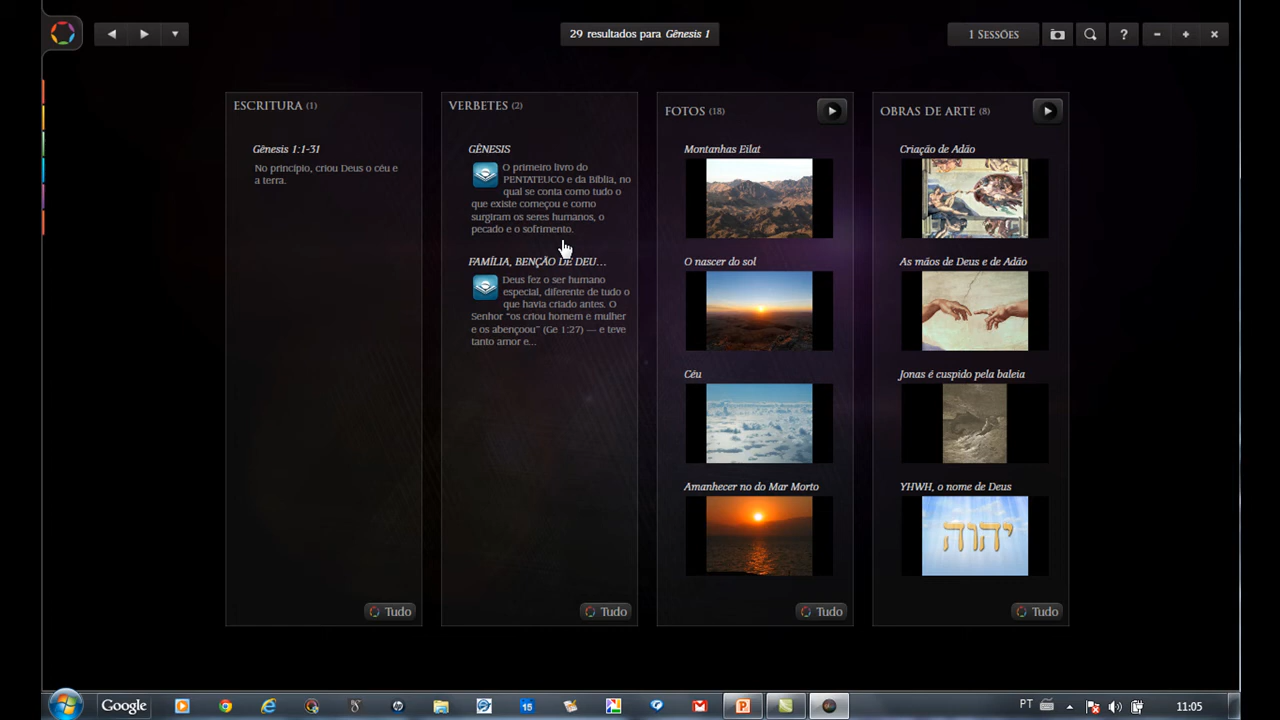 29 resultados para Gênesis 1
1 SESSÕES
?
ESCRITURA (1)
Gênesis 1:1-31
No princípio, criou Deus o céu e
a terra.
Tudo
VERBETES (2)
GÊNESIS
O primeiro livro do
PENTATEUCO e da Bíblia, no
qual se conta como tudo o
que existe começou e como
surgiram os seres humanos, o
pecado e o sofrimento.
FAMÍLIA, BENÇÃO DE DEU...
Deus fez o ser humano
especial, diferente de tudo o
que havia criado antes. O
Senhor “os criou homem e mulher
e os abençoou” (Ge 1:27) — e teve
tanto amor e...
Tudo
FOTOS (18)
Montanhas Eilat
O nascer do sol
Céu
Amanhecer no do Mar Morto
Tudo
OBRAS DE ARTE (8)
Criação de Adão
As mãos de Deus e de Adão
Jonas é cuspido pela baleia
YHWH, o nome de Deus
יהוה
Tudo
Google
16
PT
11:05